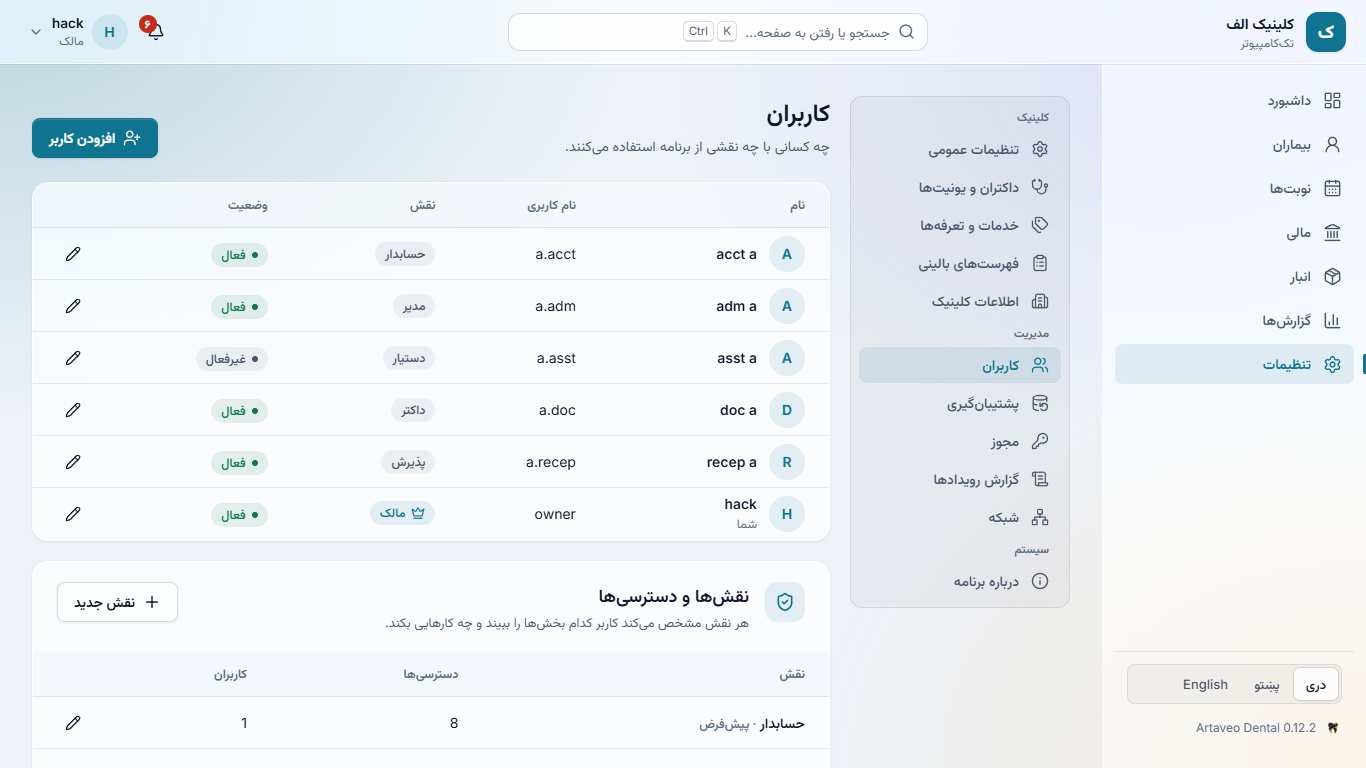 کلینیک الف
تک‌کامپیوتر
ک
جستجو یا رفتن به صفحه...
Ctrl K
۶
H
hack
مالک
داشبورد
بیماران
نوبت‌ها
مالی
انبار
گزارش‌ها
تنظیمات
دری
پښتو
English
Artaveo Dental 0.12.2
کلینیک
تنظیمات عمومی
داکتران و یونیت‌ها
خدمات و تعرفه‌ها
فهرست‌های بالینی
اطلاعات کلینیک
مدیریت
کاربران
پشتیبان‌گیری
مجوز
گزارش رویدادها
شبکه
سیستم
درباره برنامه
کاربران
چه کسانی با چه نقشی از برنامه استفاده می‌کنند.
افزودن کاربر
نام نام کاربری نقش وضعیت
A acct a a.acct حسابدار فعال
A adm a a.adm مدیر فعال
A asst a a.asst دستیار غیرفعال
D doc a a.doc داکتر فعال
R recep a a.recep پذیرش فعال
H hack owner مالک فعال
شما
نقش‌ها و دسترسی‌ها
هر نقش مشخص می‌کند کاربر کدام بخش‌ها را ببیند و چه کارهایی بکند.
نقش جدید
نقش دسترسی‌ها کاربران
حسابدار · پیش‌فرض 8 1